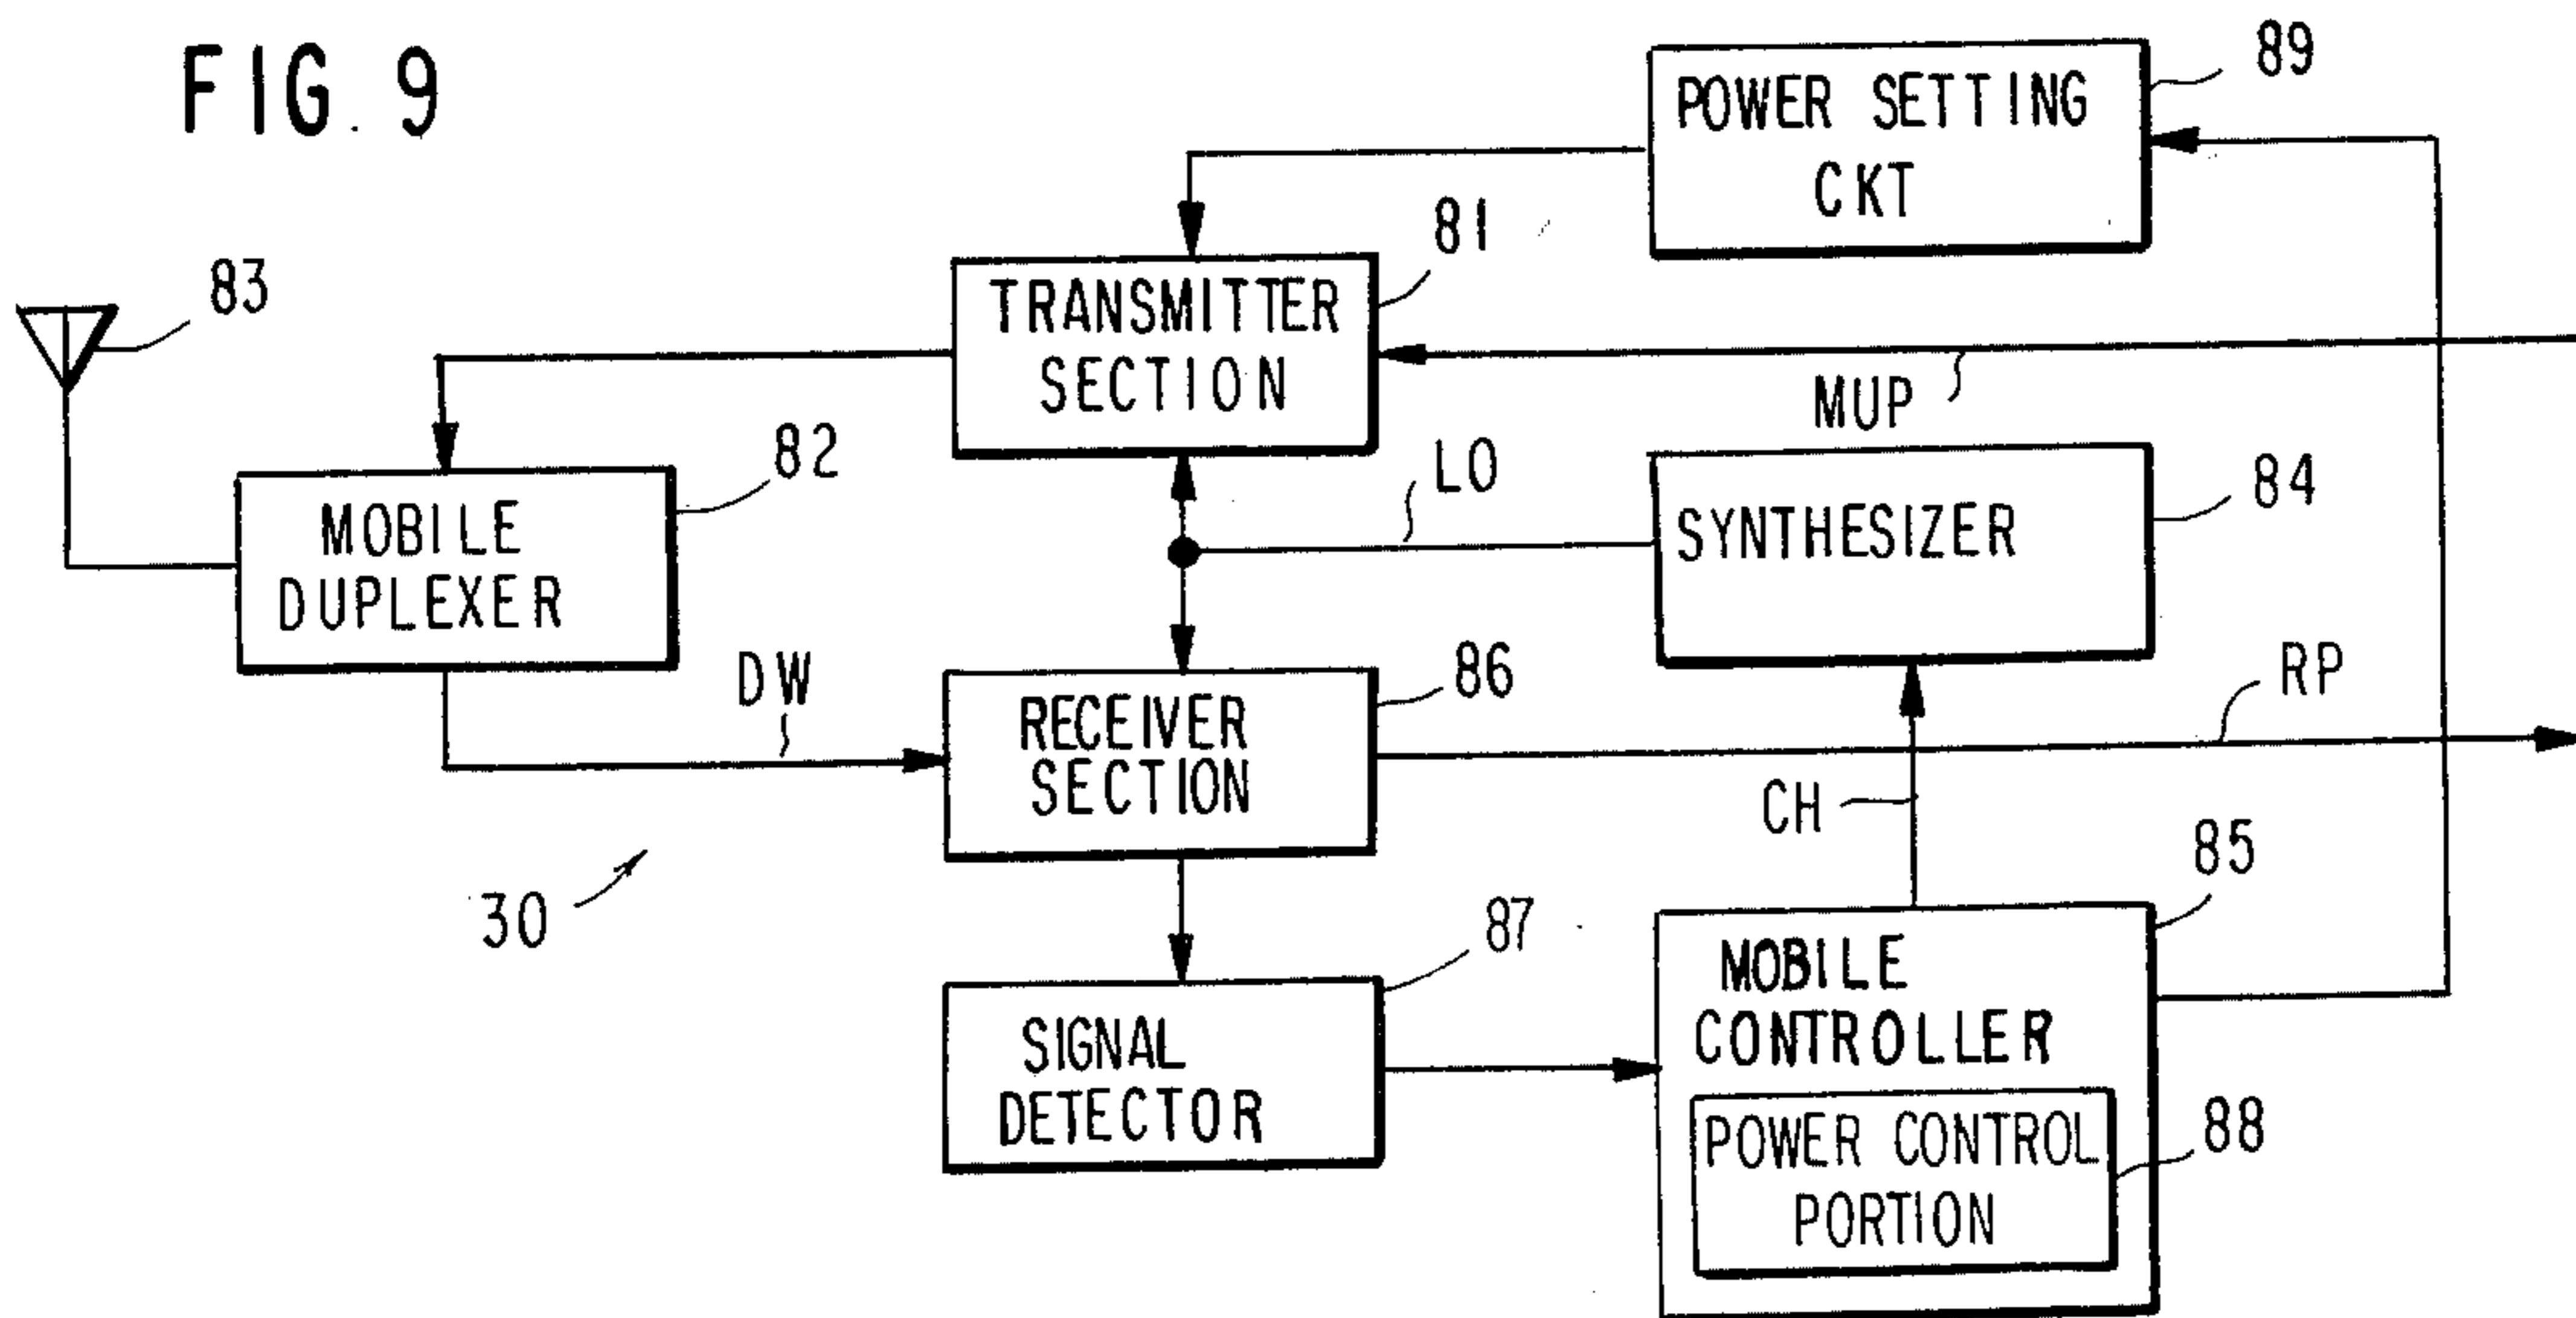 FIG. 9
89
POWER SETTING
CKT
81
83
TRANSMITTER
SECTION
MUP
82
LO
84
MOBILE
DUPLEXER
SYNTHESIZER
DW
86
RP
RECEIVER
SECTION
CH
85
30
87
MOBILE
CONTROLLER
SIGNAL
DETECTOR
88
POWER CONTROL
PORTION